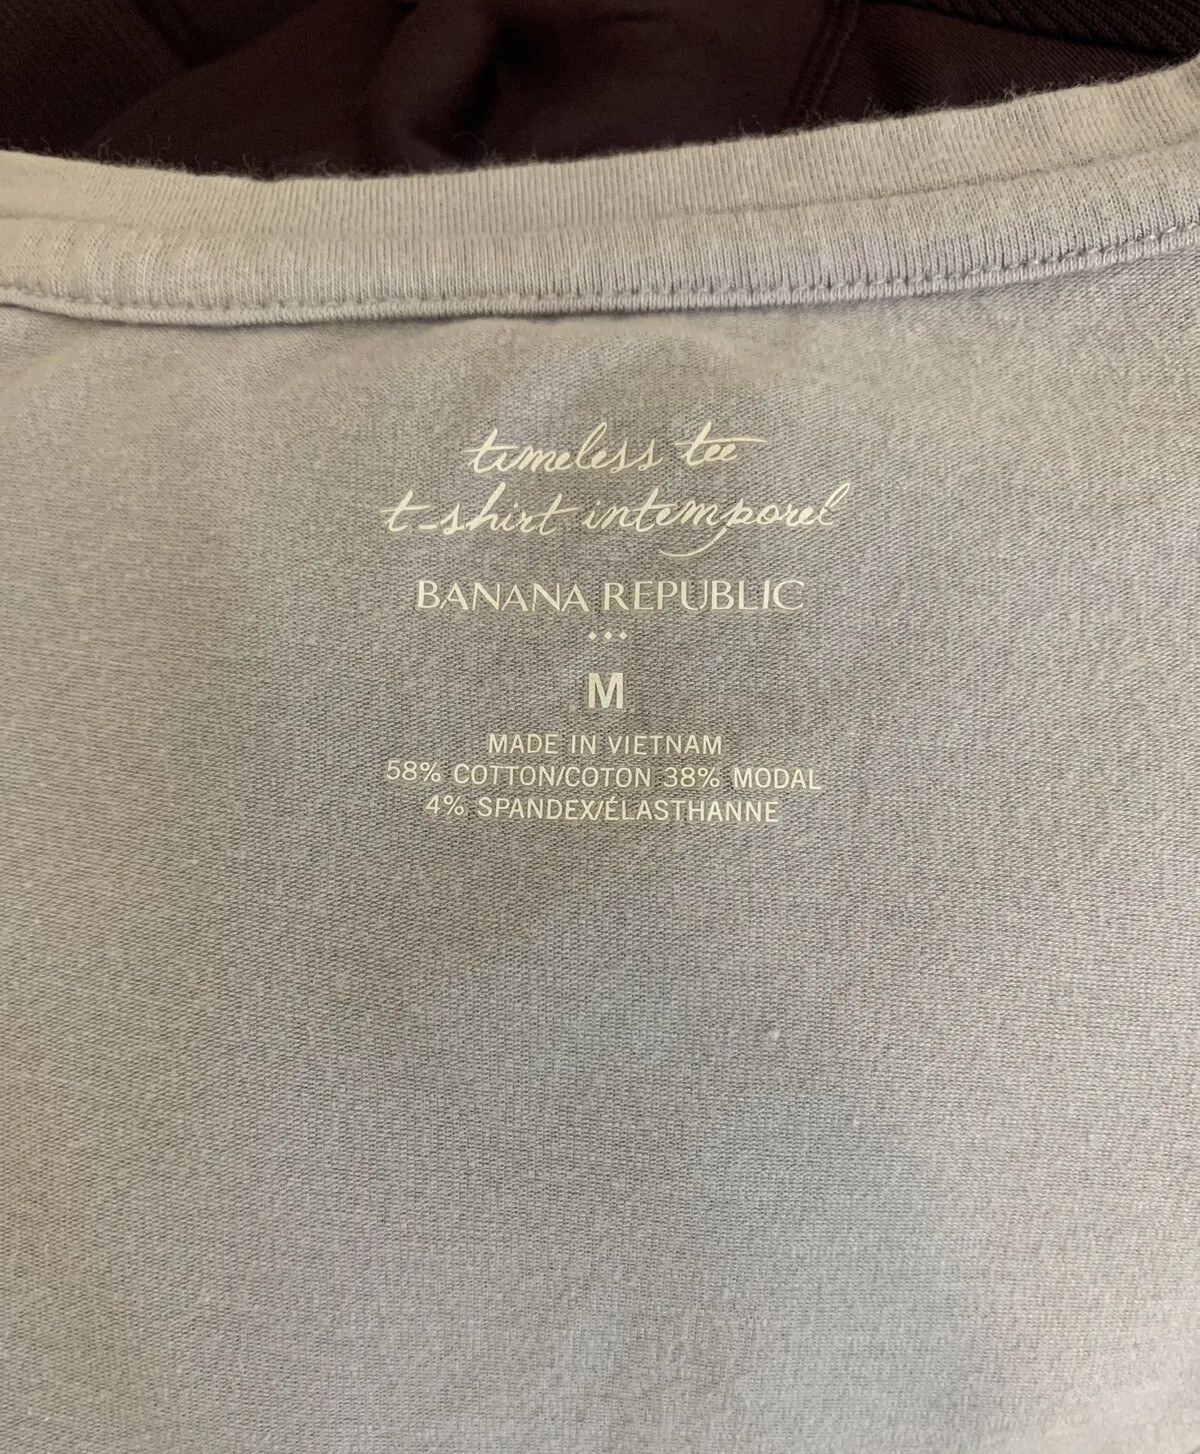 timeless tee
t-shirt intemporel
BANANA REPUBLIC
M
MADE IN VIETNAM
58% COTTON/COTON 38% MODAL
4% SPANDEX/ÉLASTHANNE